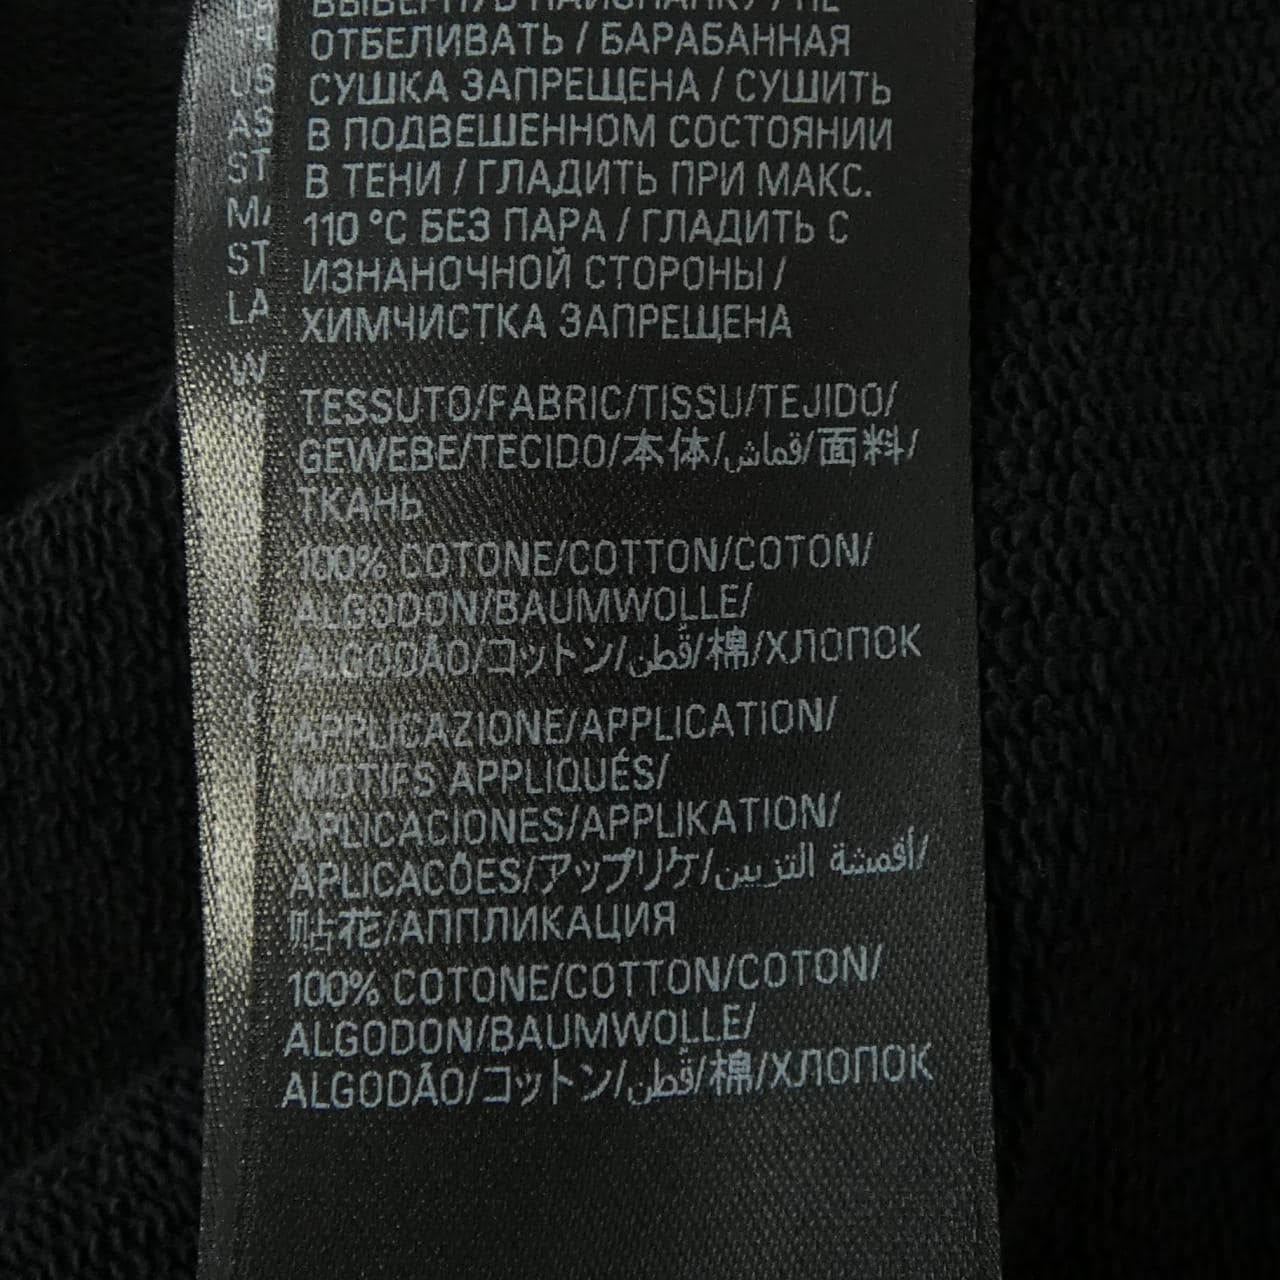 ОТБЕЛИВАТЬ / БАРАБАННАЯ
СУШКА ЗАПРЕЩЕНА / СУШИТЬ
В ПОДВЕШЕННОМ СОСТОЯНИИ
В ТЕНИ / ГЛАДИТЬ ПРИ МАКС.
110 °C БЕЗ ПАРА / ГЛАДИТЬ С
ИЗНАНОЧНОЙ СТОРОНЫ /
ХИМЧИСТКА ЗАПРЕЩЕНА
TESSUTO/FABRIC/TISSU/TEJIDO/
GEWEBE/TECIDO/本体/قماش/面料/
ТКАНЬ
100% COTONE/COTTON/COTON/
ALGODON/BAUMWOLLE/
ALGODÃO/コットン/قطن/棉/ХЛОПОК
APPLICAZIONE/APPLICATION/
MOTIFS APPLIQUÉS/
APLICACIONES/APPLIKATION/
APLICACÕES/アップリケ/أقمشة التزيين/
贴花/АППЛИКАЦИЯ
100% COTONE/COTTON/COTON/
ALGODON/BAUMWOLLE/
ALGODÃO/コットン/قطن/棉/ХЛОПОК